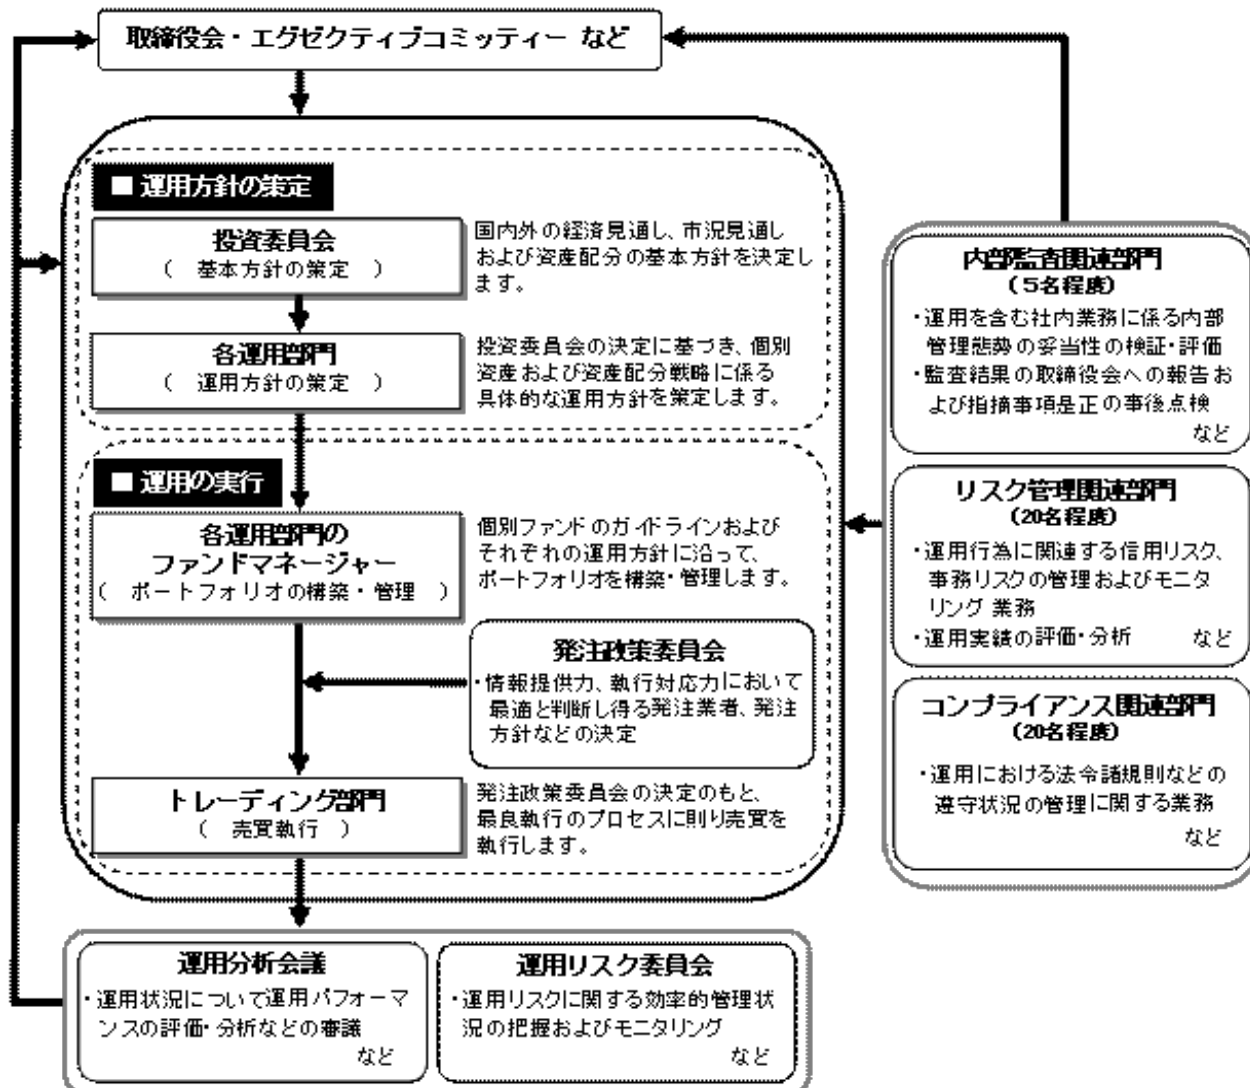 取締役会・エグゼクティブコミッティー など
■ 運用方針の策定
投資委員会
（ 基本方針の策定 ）
国内外の経済見通し、市況見通し
および資産配分の基本方針を決定し
ます。
各運用部門
（ 運用方針の策定 ）
投資委員会の決定に基づき、個別
資産および資産配分戦略に係る
具体的な運用方針を策定します。
■ 運用の実行
各運用部門の
ファンドマネージャー
（ ポートフォリオの構築・管理 ）
個別ファンドのガイドラインおよび
それぞれの運用方針に沿って、
ポートフォリオを構築・管理します。
発注政策委員会
・情報提供力、執行対応力において
最適と判断し得る発注業者、発注
方針などの決定
トレーディング部門
（ 売買執行 ）
発注政策委員会の決定のもと、
最良執行のプロセスに則り売買を
執行します。
運用分析会議
・運用状況について運用パフォーマ
ンスの評価・分析などの審議
など
運用リスク委員会
・運用リスクに関する効率的管理状
況の把握およびモニタリング
など
内部監査関連部門
（５名程度）
・運用を含む社内業務に係る内部
管理態勢の妥当性の検証・評価
・監査結果の取締役会への報告お
よび指摘事項是正の事後点検
など
リスク管理関連部門
（20名程度）
・運用行為に関連する信用リスク、
事務リスクの管理およびモニタ
リング 業務
・運用実績の評価・分析 など
コンプライアンス関連部門
（20名程度）
・運用における法令諸規則などの
遵守状況の管理に関する業務
など